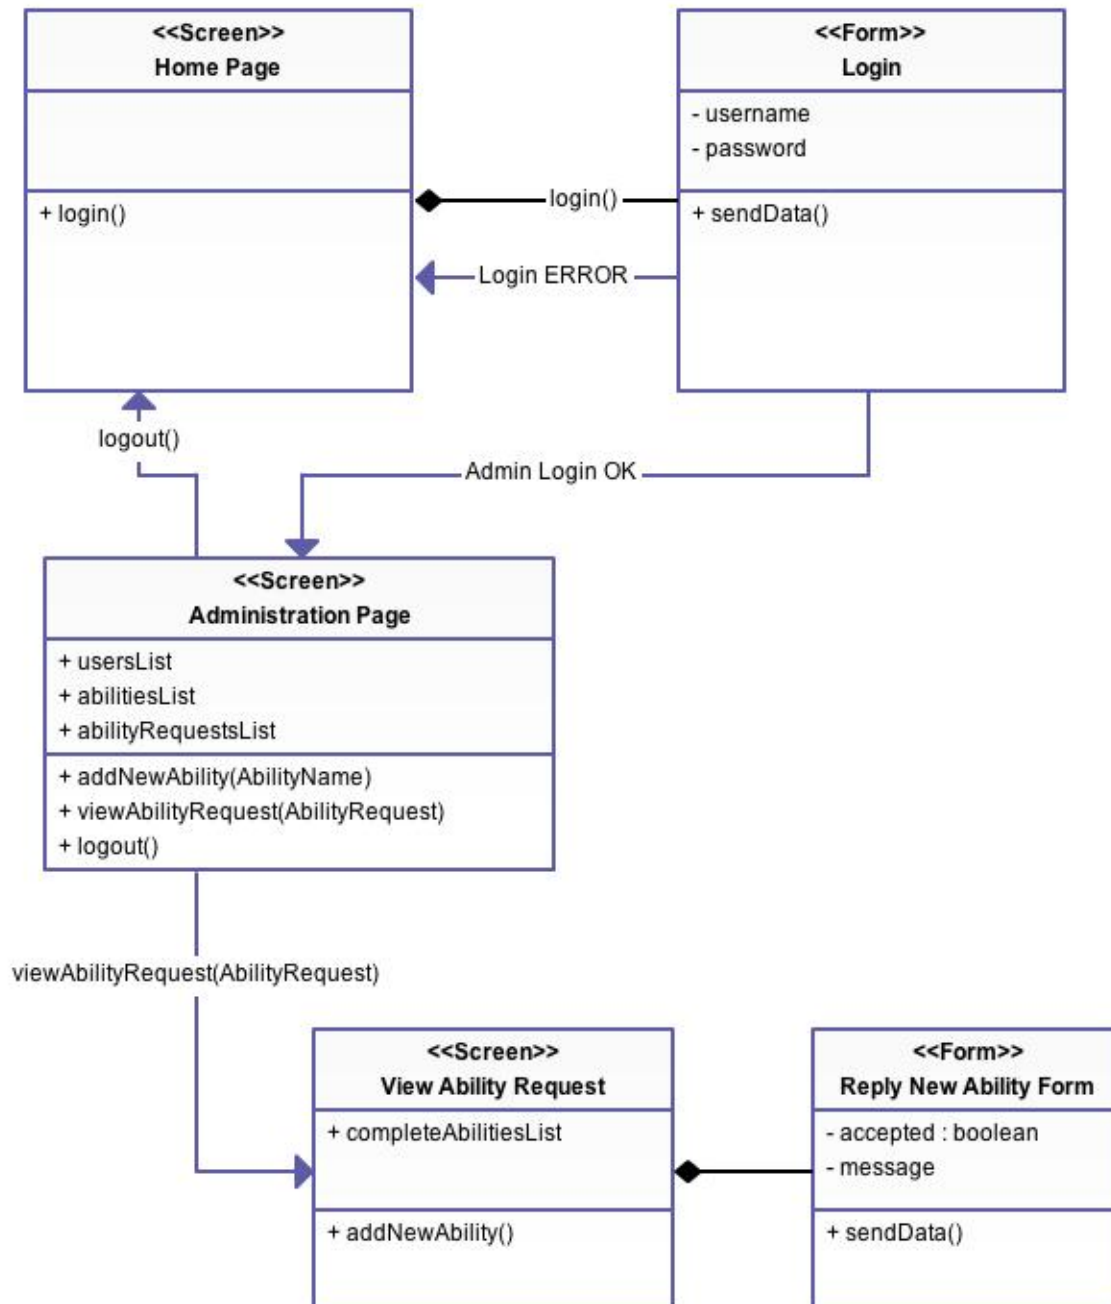 <<Screen>>
Home Page
+ login()
<<Form>>
Login
- username
- password
+ sendData()
login()
Login ERROR
logout()
Admin Login OK
<<Screen>>
Administration Page
+ usersList
+ abilitiesList
+ abilityRequestsList
+ addNewAbility(AbilityName)
+ viewAbilityRequest(AbilityRequest)
+ logout()
viewAbilityRequest(AbilityRequest)
<<Screen>>
View Ability Request
+ completeAbilitiesList
+ addNewAbility()
<<Form>>
Reply New Ability Form
- accepted : boolean
- message
+ sendData()